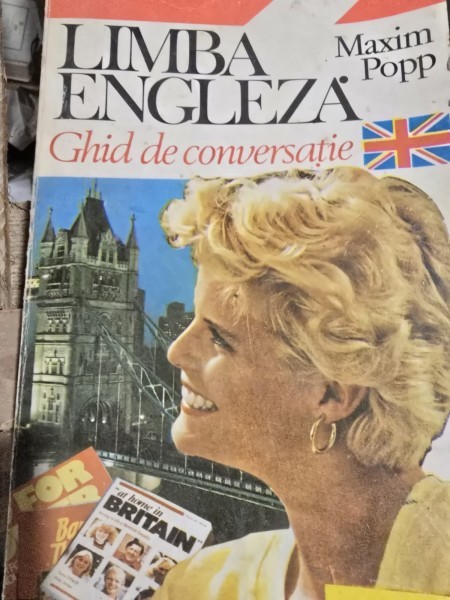 LIMBA
ENGLEZĂ
Maxim
Popp
Ghid de conversație
FOR
"at home in
BRITAIN"